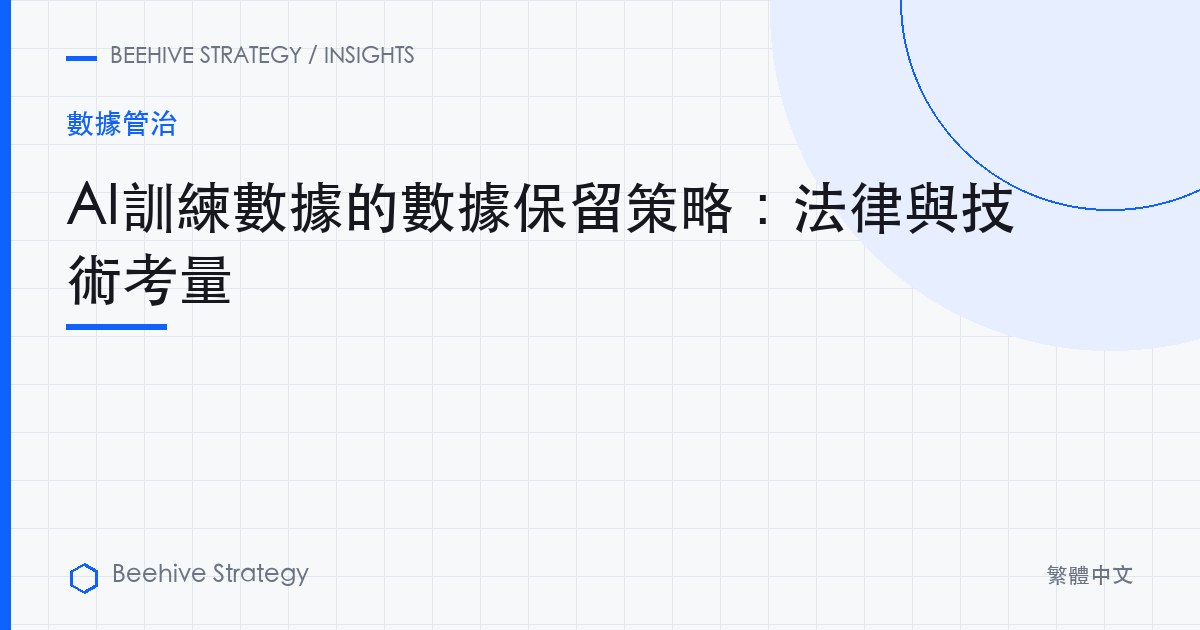 BEEHIVE STRATEGY / INSIGHTS
數據管治
AI訓練數據的數據保留策略：法律與技
術考量
Beehive Strategy
繁體中文